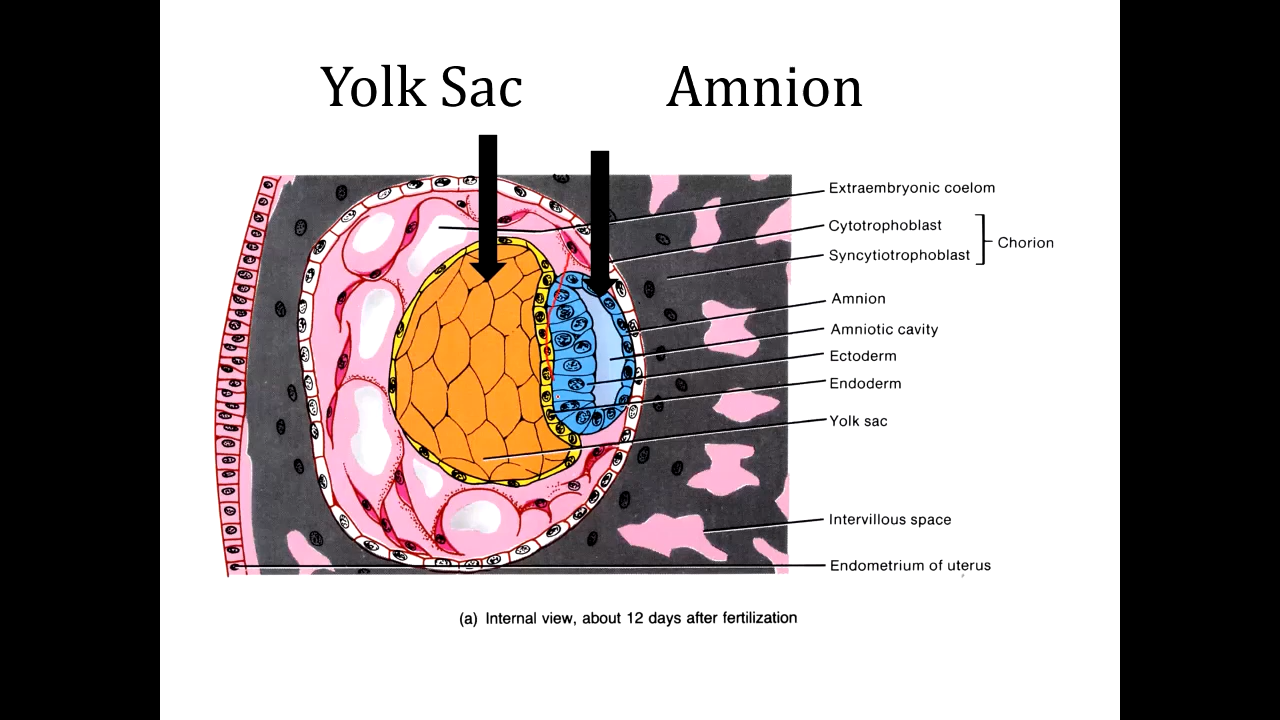 Yolk Sac
Amnion
Extraembryonic coelom
Cytotrophoblast
Chorion
Syncytiotrophoblast
Amnion
Amniotic cavity
Ectoderm
Endoderm
Yolk sac
Intervillous space
Endometrium of uterus
(a) Internal view, about 12 days after fertilization